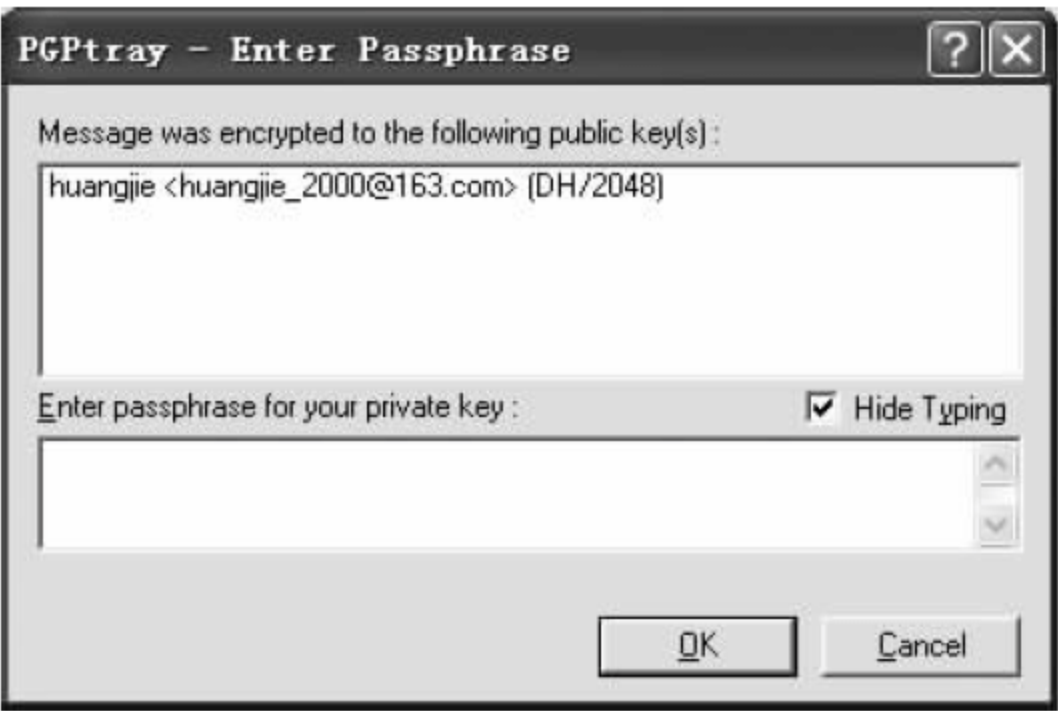 PGPtray - Enter Passphrase
Message was encrypted to the following public key(s) :
huangjie <huangjie_2000@163.com> (DH/2048)
Enter passphrase for your private key :
Hide Typing
OK
Cancel